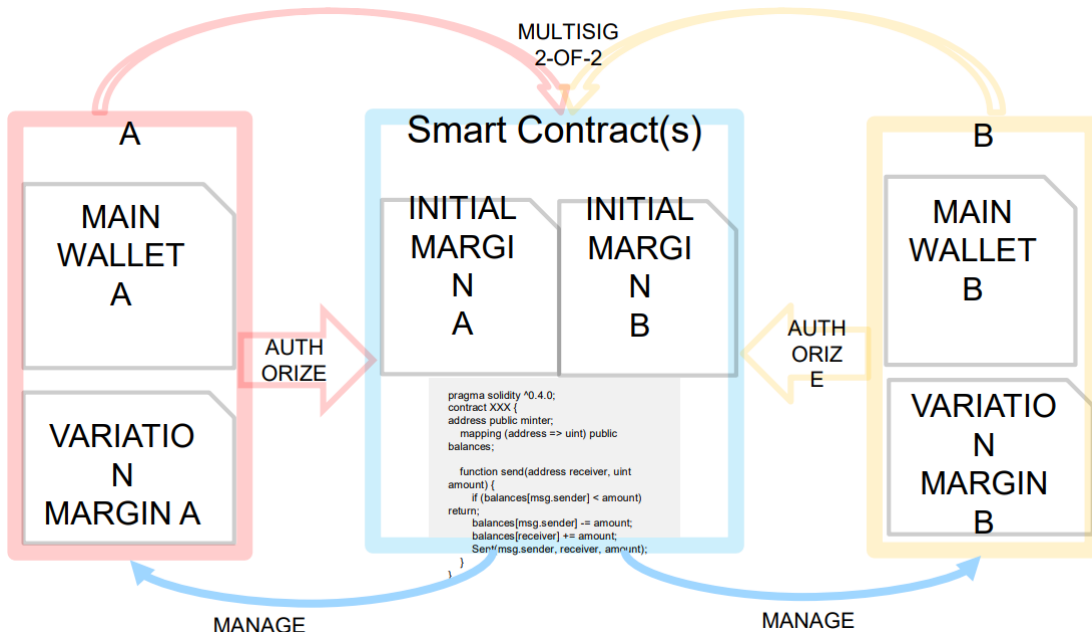 MULTISIG
2-OF-2
A
MAIN
WALLET
A
AUTH
ORIZE
VARIATIO
N
MARGIN A
Smart Contract(s)
INITIAL
MARGI
N
A
INITIAL
MARGI
N
B
pragma solidity ^0.4.0;
contract XXX {
address public minter;
mapping (address => uint) public
balances;
function send(address receiver, uint
amount) {
if (balances[msg.sender] < amount)
return;
balances[msg.sender] -= amount;
balances[receiver] += amount;
Sent(msg.sender, receiver, amount);
}
}
B
MAIN
WALLET
B
AUTH
ORIZ
E
VARIATIO
N
MARGIN
B
MANAGE
MANAGE